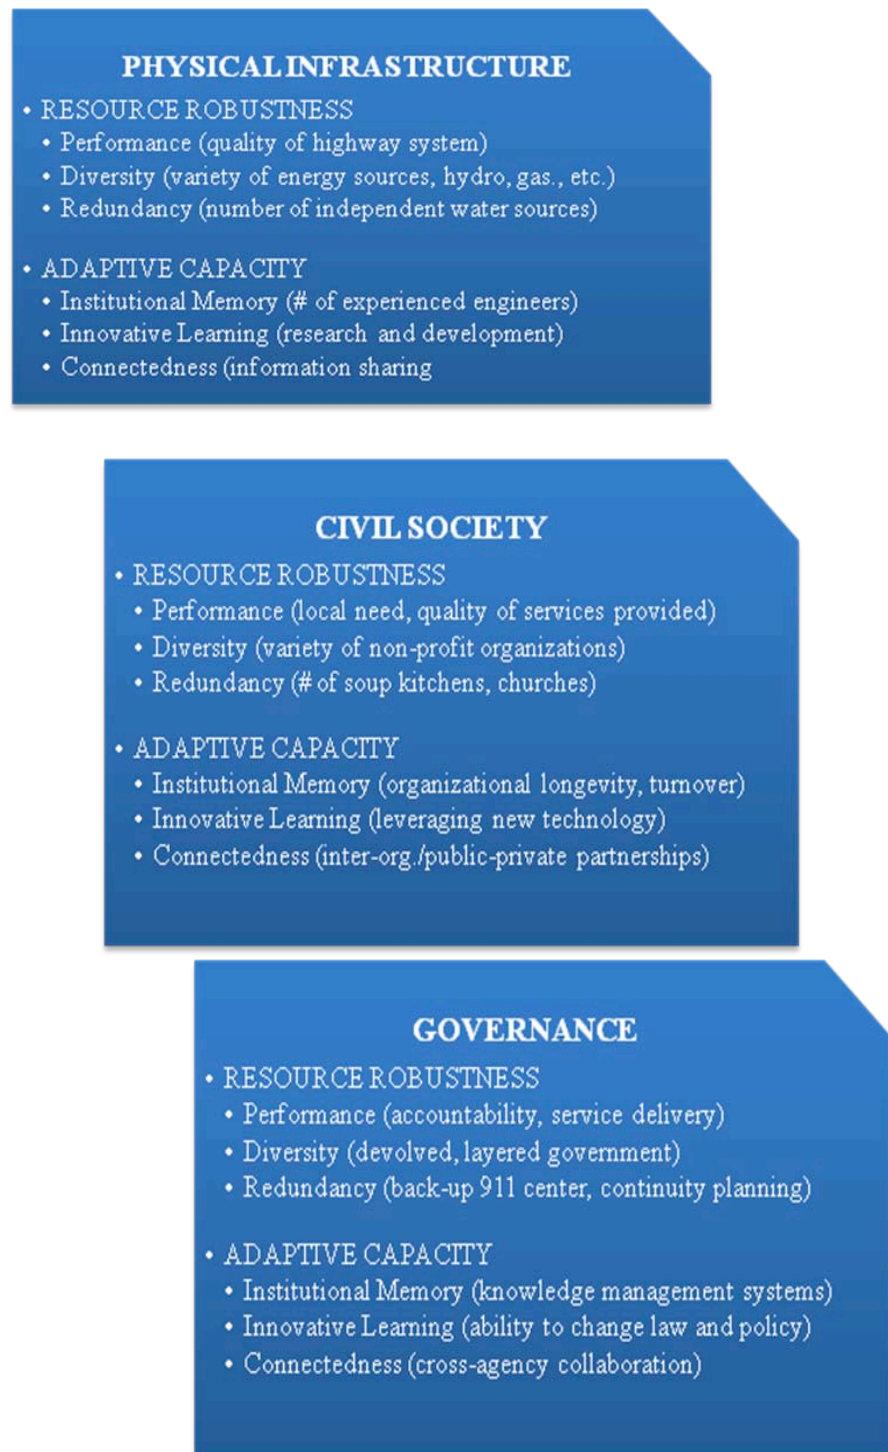 PHYSICAL INFRASTRUCTURE
• RESOURCE ROBUSTNESS
• Performance (quality of highway system)
• Diversity (variety of energy sources, hydro, gas., etc.)
• Redundancy (number of independent water sources)
• ADAPTIVE CAPACITY
• Institutional Memory (# of experienced engineers)
• Innovative Learning (research and development)
• Connectedness (information sharing
CIVIL SOCIETY
• RESOURCE ROBUSTNESS
• Performance (local need, quality of services provided)
• Diversity (variety of non-profit organizations)
• Redundancy (# of soup kitchens, churches)
• ADAPTIVE CAPACITY
• Institutional Memory (organizational longevity, turnover)
• Innovative Learning (leveraging new technology)
• Connectedness (inter-org./public-private partnerships)
GOVERNANCE
• RESOURCE ROBUSTNESS
• Performance (accountability, service delivery)
• Diversity (devolved, layered government)
• Redundancy (back-up 911 center, continuity planning)
• ADAPTIVE CAPACITY
• Institutional Memory (knowledge management systems)
• Innovative Learning (ability to change law and policy)
• Connectedness (cross-agency collaboration)